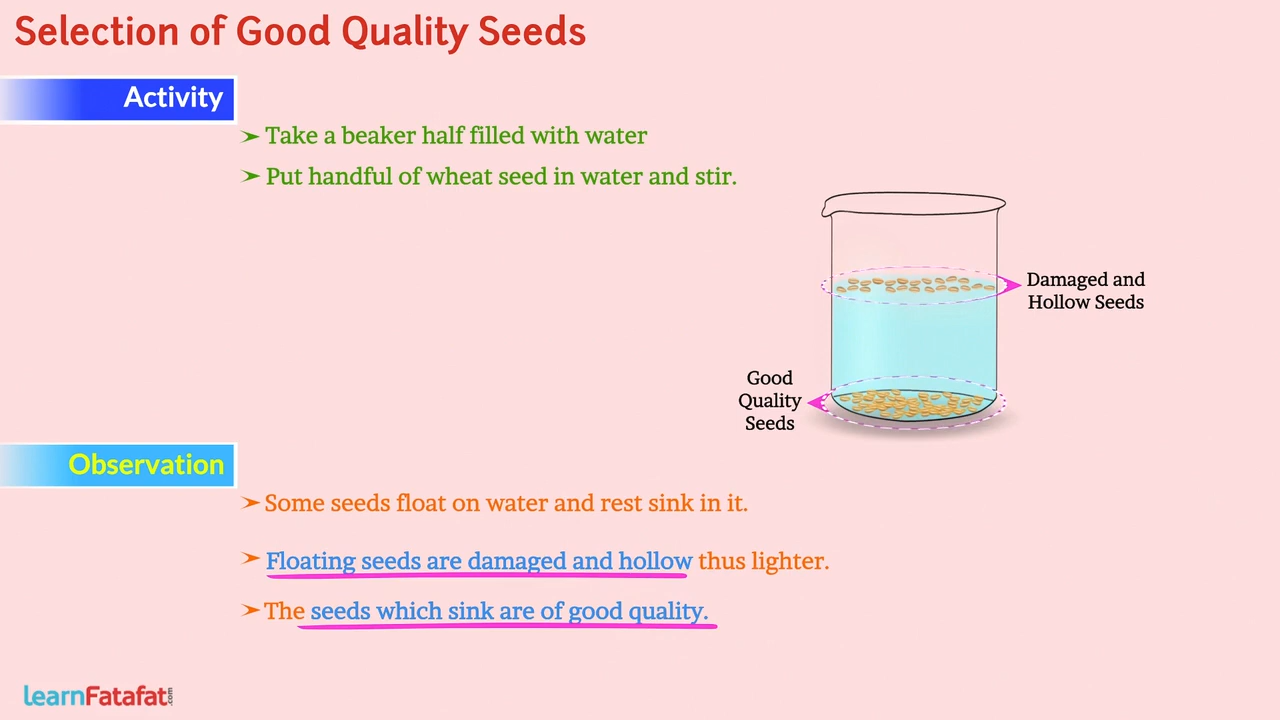 Selection of Good Quality Seeds
Activity
➢ Take a beaker half filled with water
➢ Put handful of wheat seed in water and stir.
Damaged and
Hollow Seeds
Good
Quality
Seeds
Observation
➢ Some seeds float on water and rest sink in it.
➢ Floating seeds are damaged and hollow thus lighter.
➢ The seeds which sink are of good quality.
learnFatafat.com